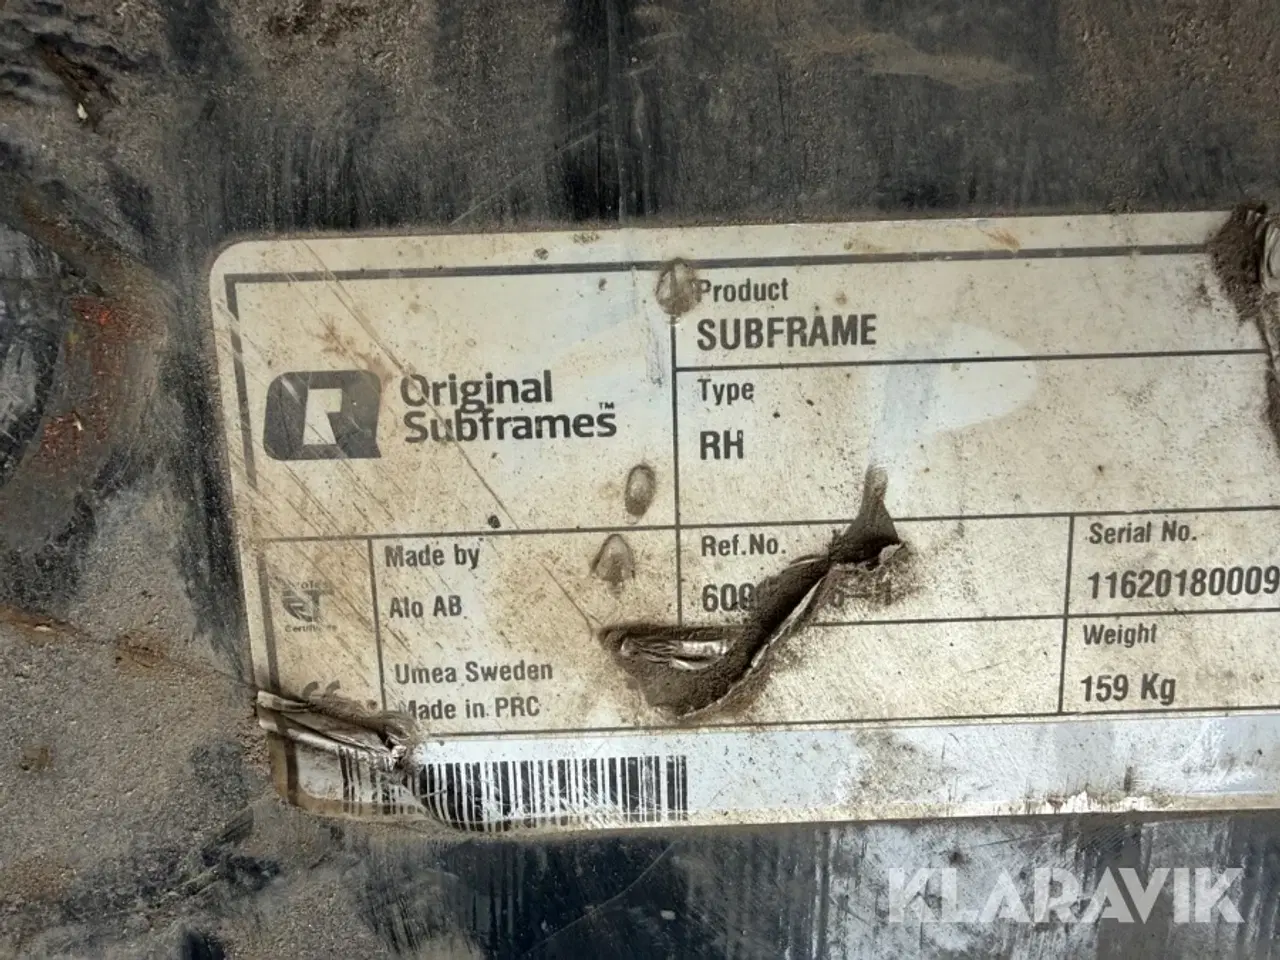 Original
Subframes™
Product
SUBFRAME
Type
RH
Made by
Alo AB
Umea Sweden
Made in PRC
Ref.No.
Serial No.
11620180009
Weight
159 Kg
KLARAVIK